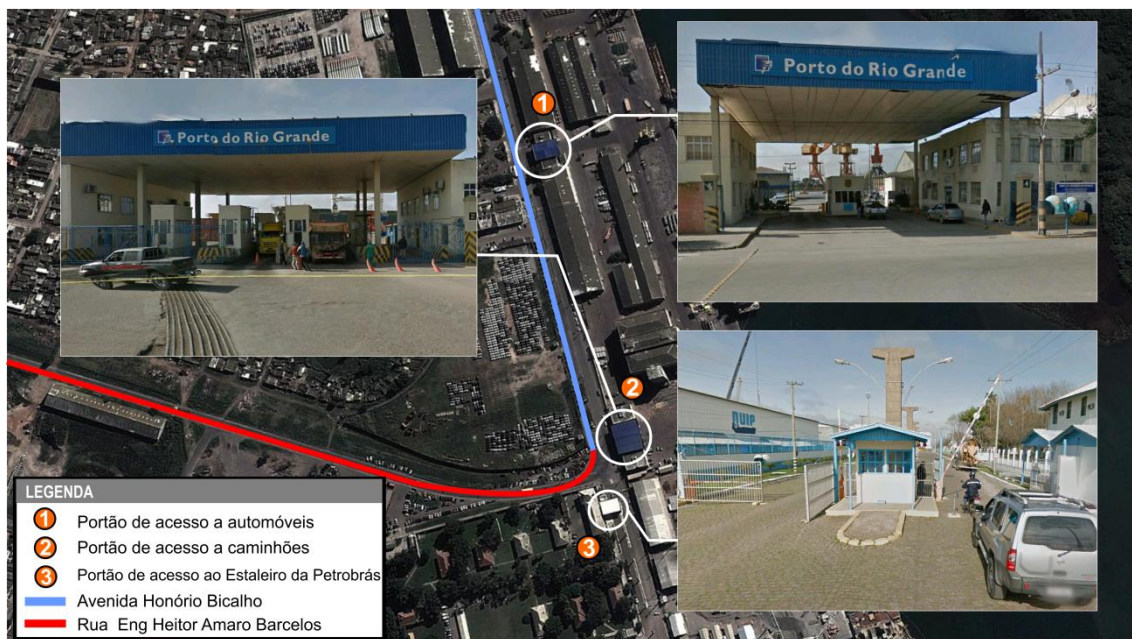 Porto do Rio Grande
Porto do Rio Grande
1
2
QUIP
3
LEGENDA
1 Portão de acesso a automóveis
2 Portão de acesso a caminhões
3 Portão de acesso ao Estaleiro da Petrobrás
Avenida Honório Bicalho
Rua Eng Heitor Amaro Barcelos